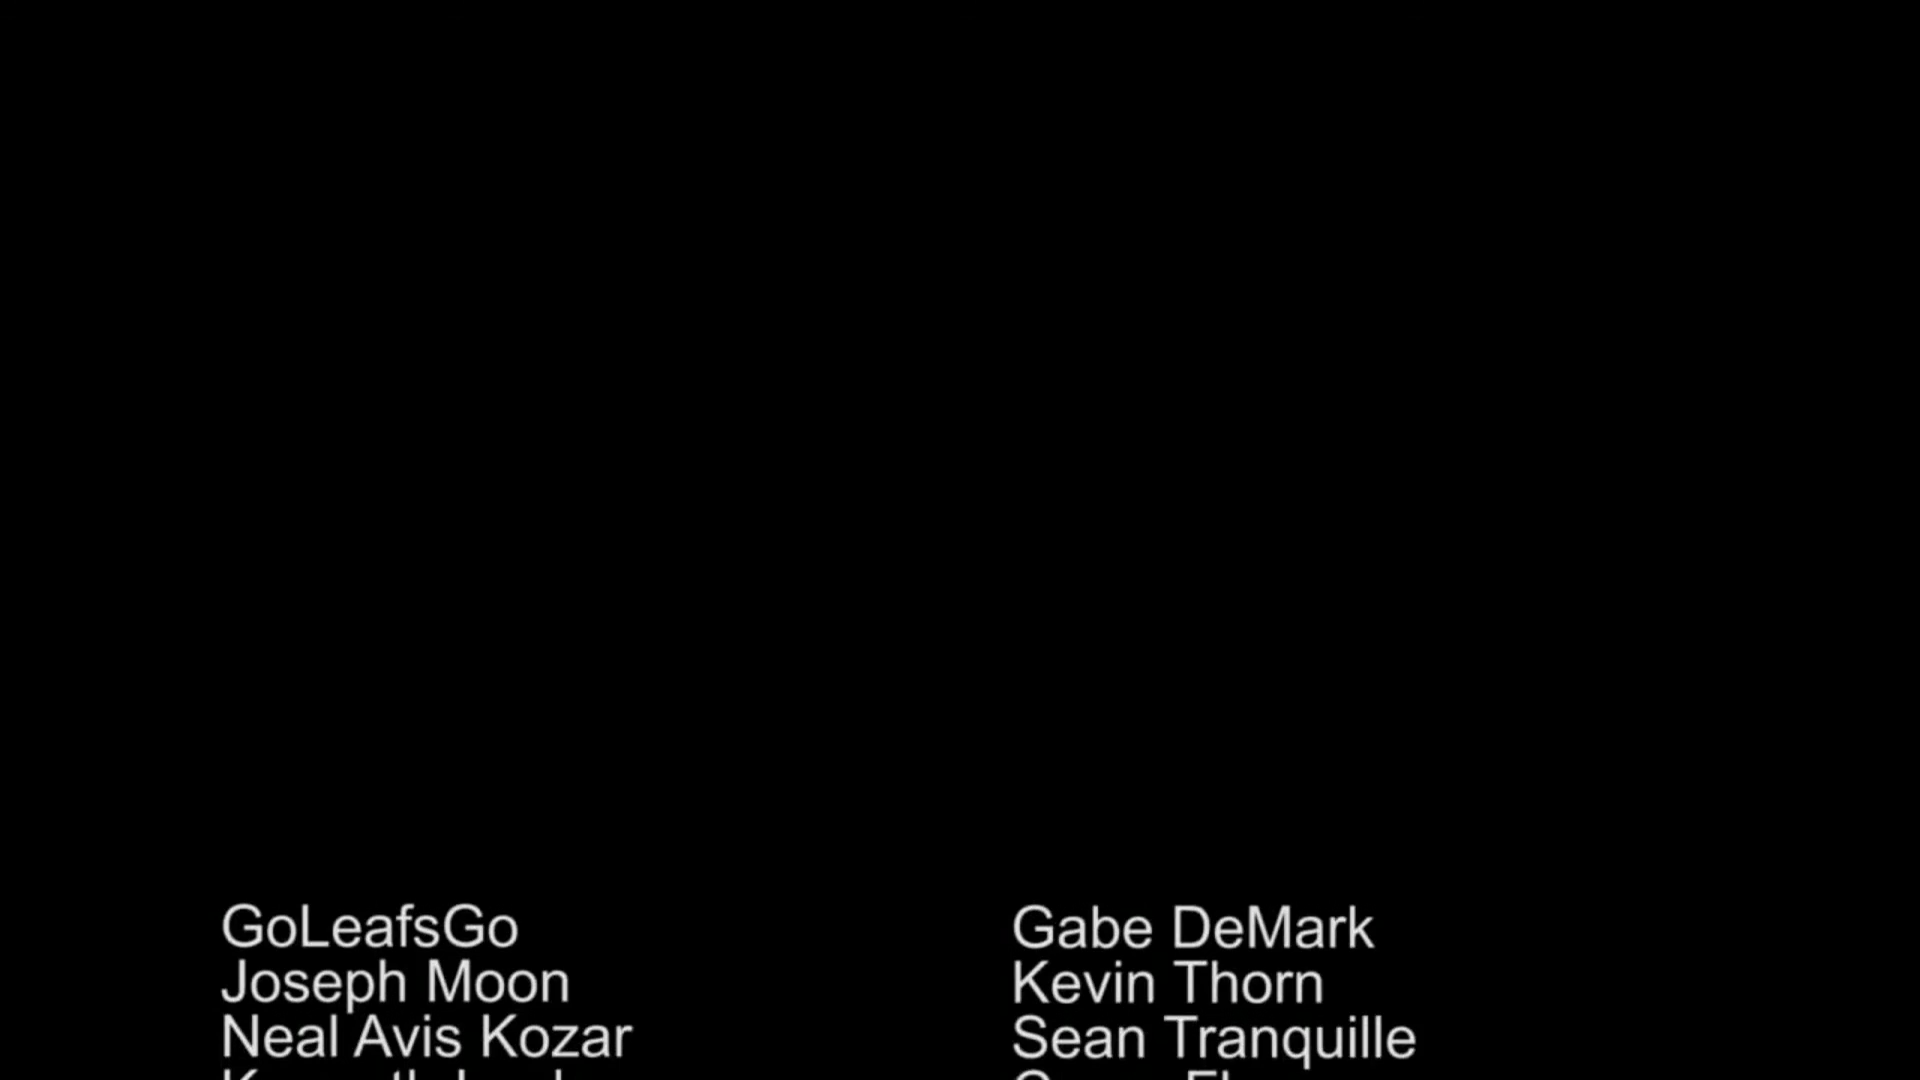 GoLeafsGo
Joseph Moon
Neal Avis Kozar
Gabe DeMark
Kevin Thorn
Sean Tranquille